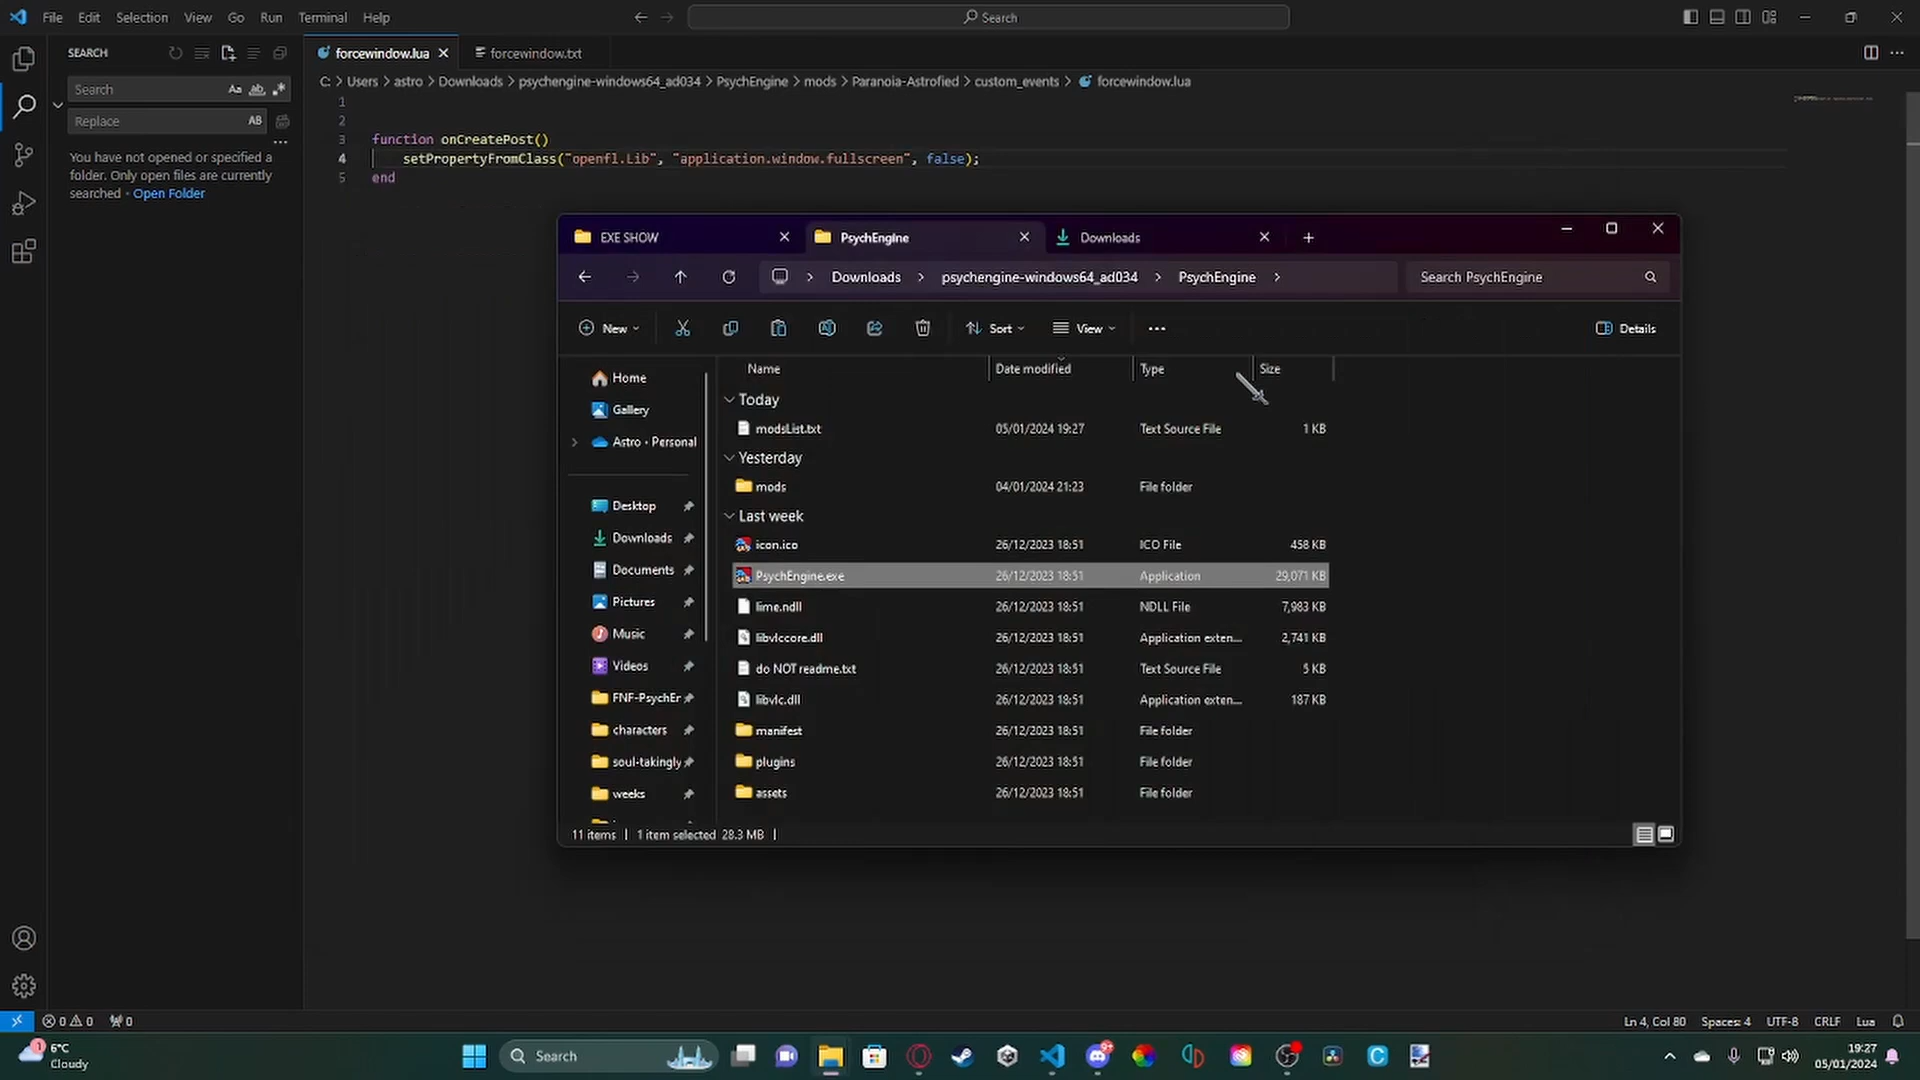 File Edit Selection View Go Run Terminal Help
Search
SEARCH
forcewindow.lua
forcewindow.txt
C: > Users > astro > Downloads > psychengine-windows64_ad034 > PsychEngine > mods > Paranoia-Astrofied > custom_events > forcewindow.lua
Search
Aa ab
Replace
AB
You have not opened or specified a
folder. Only open files are currently
searched - Open Folder
1
2
3 function onCreatePost()
4 setPropertyFromClass("openfl.Lib", "application.window.fullscreen", false);
5 end
EXE SHOW
PsychEngine
Downloads
Downloads > psychengine-windows64_ad034 > PsychEngine >
Search PsychEngine
New
Sort
View
Details
Home
Gallery
Astro - Personal
Desktop
Downloads
Documents
Pictures
Music
Videos
FNF-PsychEr
characters
soul-takingly
weeks
Name Date modified Type Size
Today
modsList.txt 05/01/2024 19:27 Text Source File 1 KB
Yesterday
mods 04/01/2024 21:23 File folder
Last week
icon.ico 26/12/2023 18:51 ICO File 458 KB
PsychEngine.exe 26/12/2023 18:51 Application 29,071 KB
lime.ndll 26/12/2023 18:51 NDLL File 7,983 KB
libvlccore.dll 26/12/2023 18:51 Application exten... 2,741 KB
do NOT readme.txt 26/12/2023 18:51 Text Source File 5 KB
libvlc.dll 26/12/2023 18:51 Application exten... 187 KB
manifest 26/12/2023 18:51 File folder
plugins 26/12/2023 18:51 File folder
assets 26/12/2023 18:51 File folder
11 items | 1 item selected 28.3 MB |
0 0 0
Ln 4, Col 80 Spaces: 4 UTF-8 CRLF Lua
1
6°C
Cloudy
Search
9+
19:27
05/01/2024